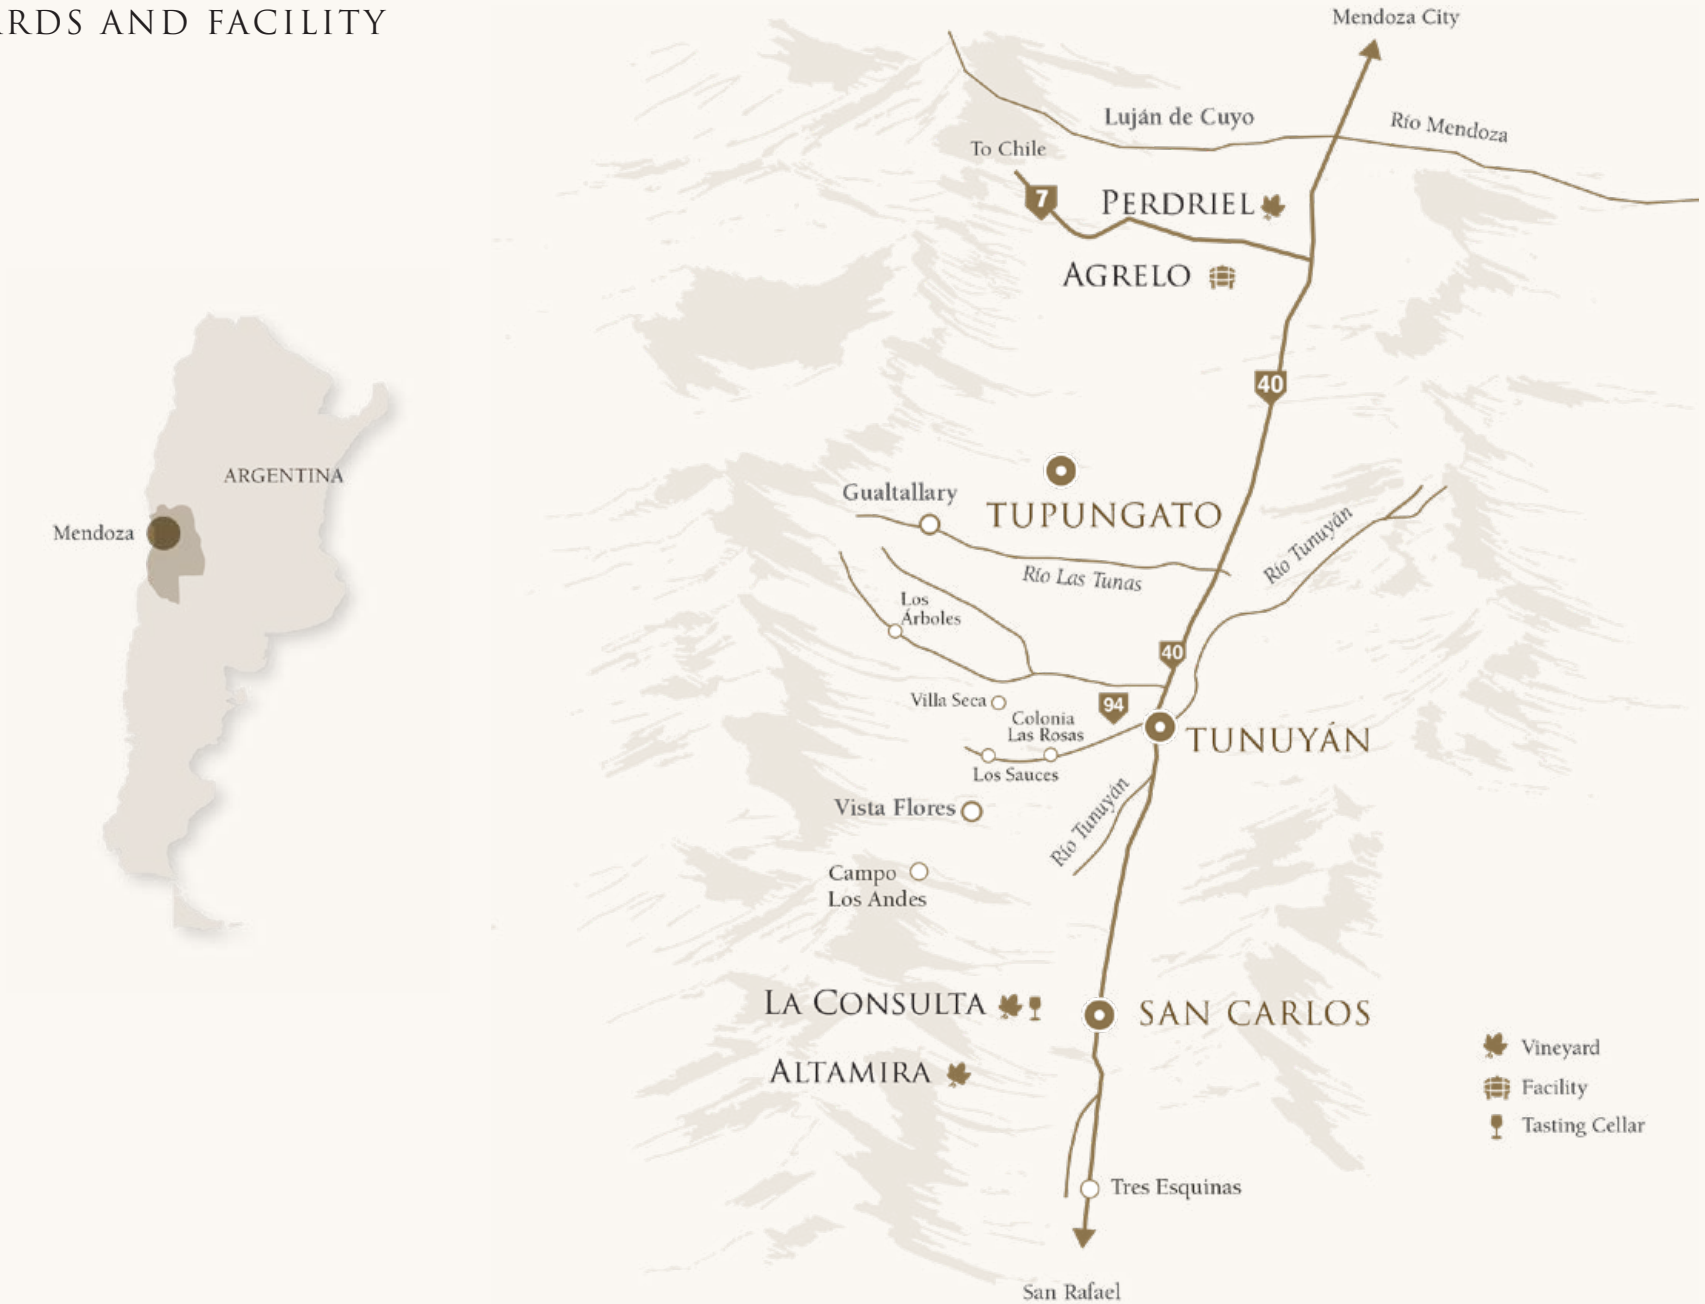 RDS AND FACILITY
Mendoza City
Luján de Cuyo
Río Mendoza
To Chile
7
PERDRIEL
AGRELO
40
ARGENTINA
Mendoza
Gualtallary
TUPUNGATO
Río Tunuyán
Río Las Tunas
Los
Árboles
40
Villa Seca
94
Colonia
Las Rosas
TUNUYÁN
Los Sauces
Vista Flores
Río Tunuyán
Campo
Los Andes
LA CONSULTA
SAN CARLOS
ALTAMIRA
Vineyard
Facility
Tasting Cellar
Tres Esquinas
San Rafael